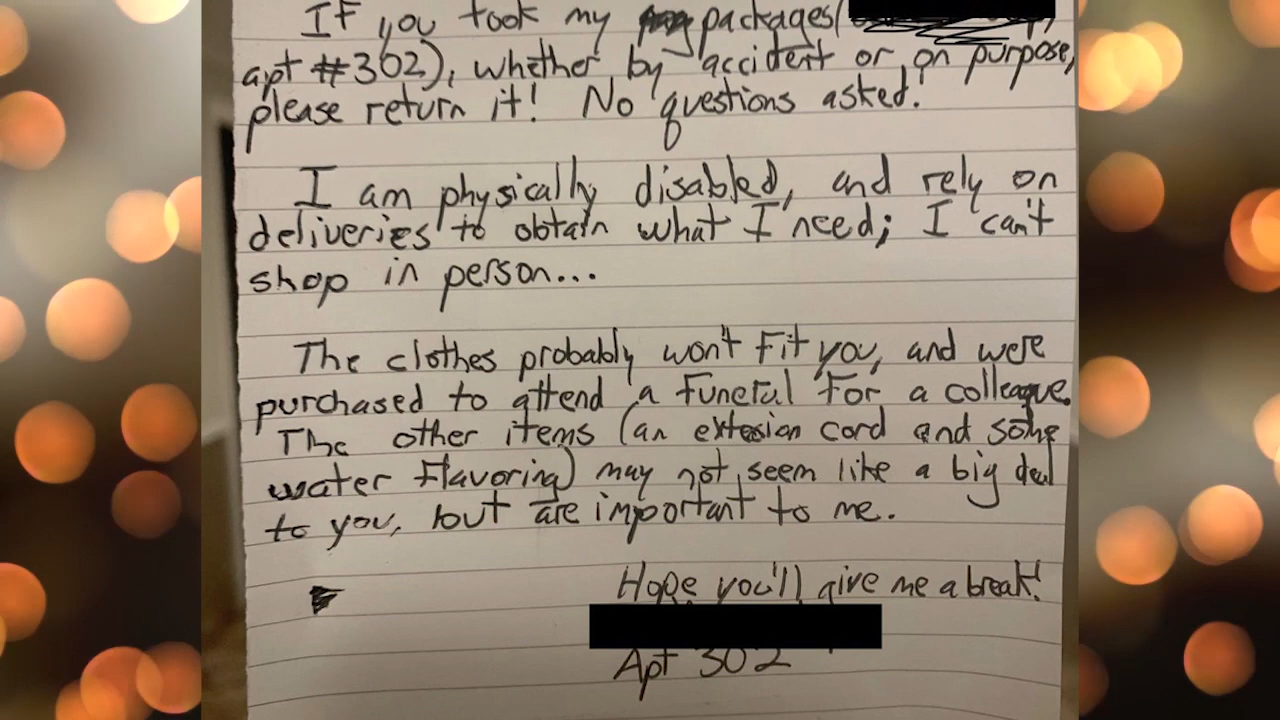 If you took my packages(
apt #302), whether by accident or on purpose,
please return it! No questions asked!
I am physically disabled, and rely on
deliveries to obtain what I need; I can't
shop in person...
The clothes probably won't fit you, and were
purchased to attend a funeral for a colleague.
The other items (an extesion cord and some
water flavoring) may not seem like a big deal
to you, but are important to me.
Hope you'll give me a break!
Apt 302